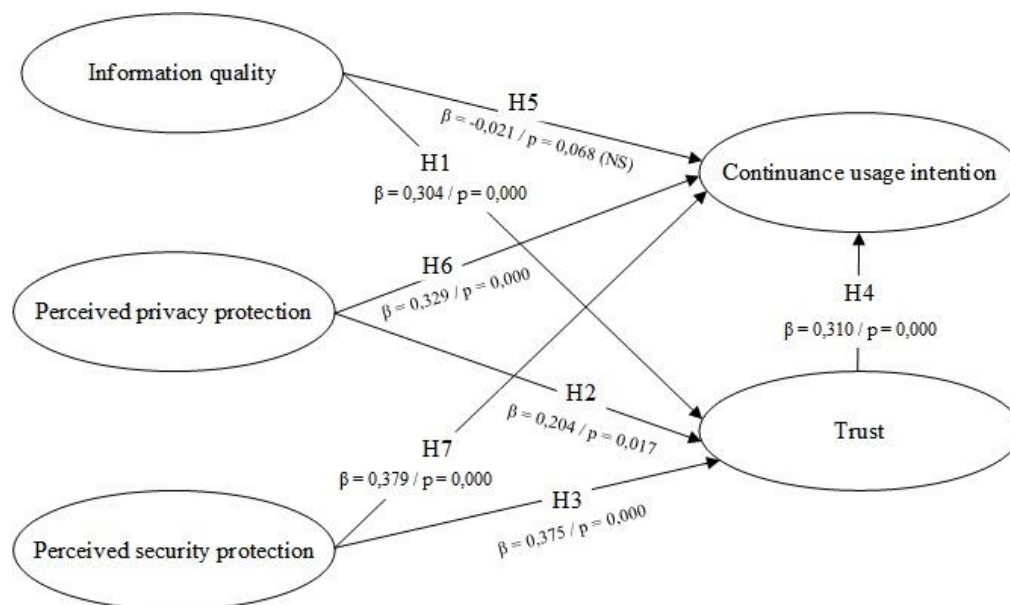 Information quality
H5
β = -0,021 / p = 0,068 (NS)
H1
β = 0,304 / p = 0,000
Continuance usage intention
H6
β = 0,329 / p = 0,000
Perceived privacy protection
H4
β = 0,310 / p = 0,000
H2
β = 0,204 / p = 0,017
Trust
H7
β = 0,379 / p = 0,000
H3
β = 0,375 / p = 0,000
Perceived security protection